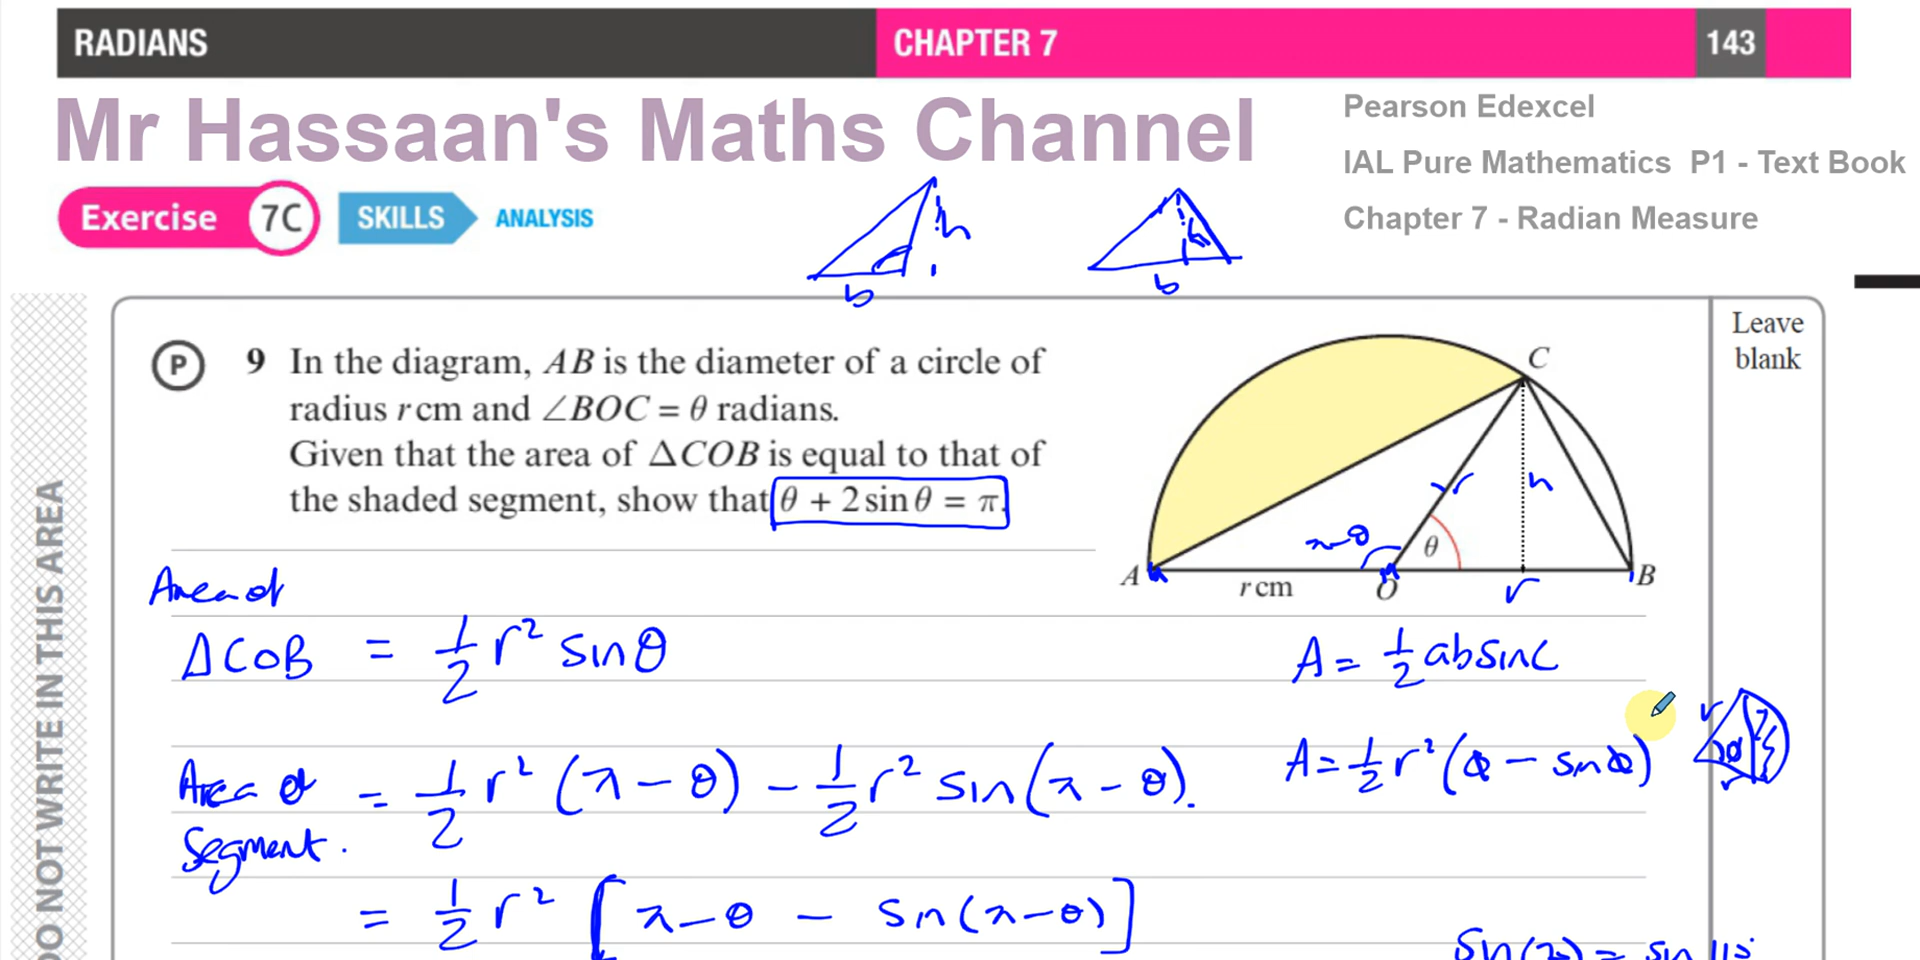 RADIANS CHAPTER 7 143
Mr Hassaan's Maths Channel
Pearson Edexcel
IAL Pure Mathematics P1 - Text Book
Chapter 7 - Radian Measure
Exercise 7C SKILLS ANALYSIS
h
b
h
b
Leave
blank
P 9 In the diagram, AB is the diameter of a circle of
radius r cm and ∠BOC = θ radians.
Given that the area of ΔCOB is equal to that of
the shaded segment, show that θ + 2 sin θ = π.
C
r
h
π-θ
θ
A
r cm
O
r
B
Area of
ΔCOB = 1/2 r² sinθ
A = 1/2 ab sinC
Area of
Segment.
= 1/2 r² (π - θ) - 1/2 r² sin(π - θ).
A = 1/2 r² (θ - sinθ)
r
θ
r
= 1/2 r² [π - θ - sin(π-θ)]
DO NOT WRITE IN THIS AREA